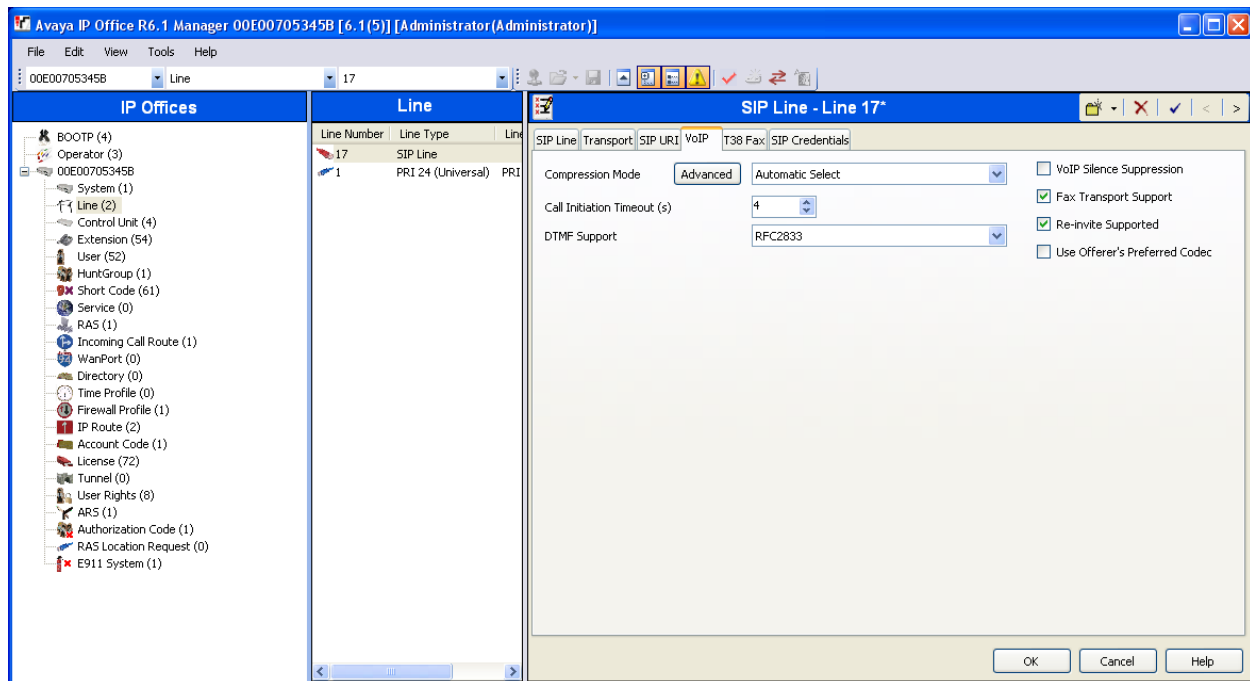 Avaya IP Office R6.1 Manager 00E00705345B [6.1(5)] [Administrator(Administrator)]
File Edit View Tools Help
00E00705345B Line 17
IP Offices
BOOTP (4)
Operator (3)
00E00705345B
System (1)
Line (2)
Control Unit (4)
Extension (54)
User (52)
HuntGroup (1)
Short Code (61)
Service (0)
RAS (1)
Incoming Call Route (1)
WanPort (0)
Directory (0)
Time Profile (0)
Firewall Profile (1)
IP Route (2)
Account Code (1)
License (72)
Tunnel (0)
User Rights (8)
ARS (1)
Authorization Code (1)
RAS Location Request (0)
E911 System (1)
Line
Line Number Line Type Line
17 SIP Line
1 PRI 24 (Universal) PRI
SIP Line - Line 17*
SIP Line Transport SIP URI VoIP T38 Fax SIP Credentials
Compression Mode Advanced Automatic Select
Call Initiation Timeout (s) 4
DTMF Support RFC2833
VoIP Silence Suppression
Fax Transport Support
Re-invite Supported
Use Offerer's Preferred Codec
OK Cancel Help